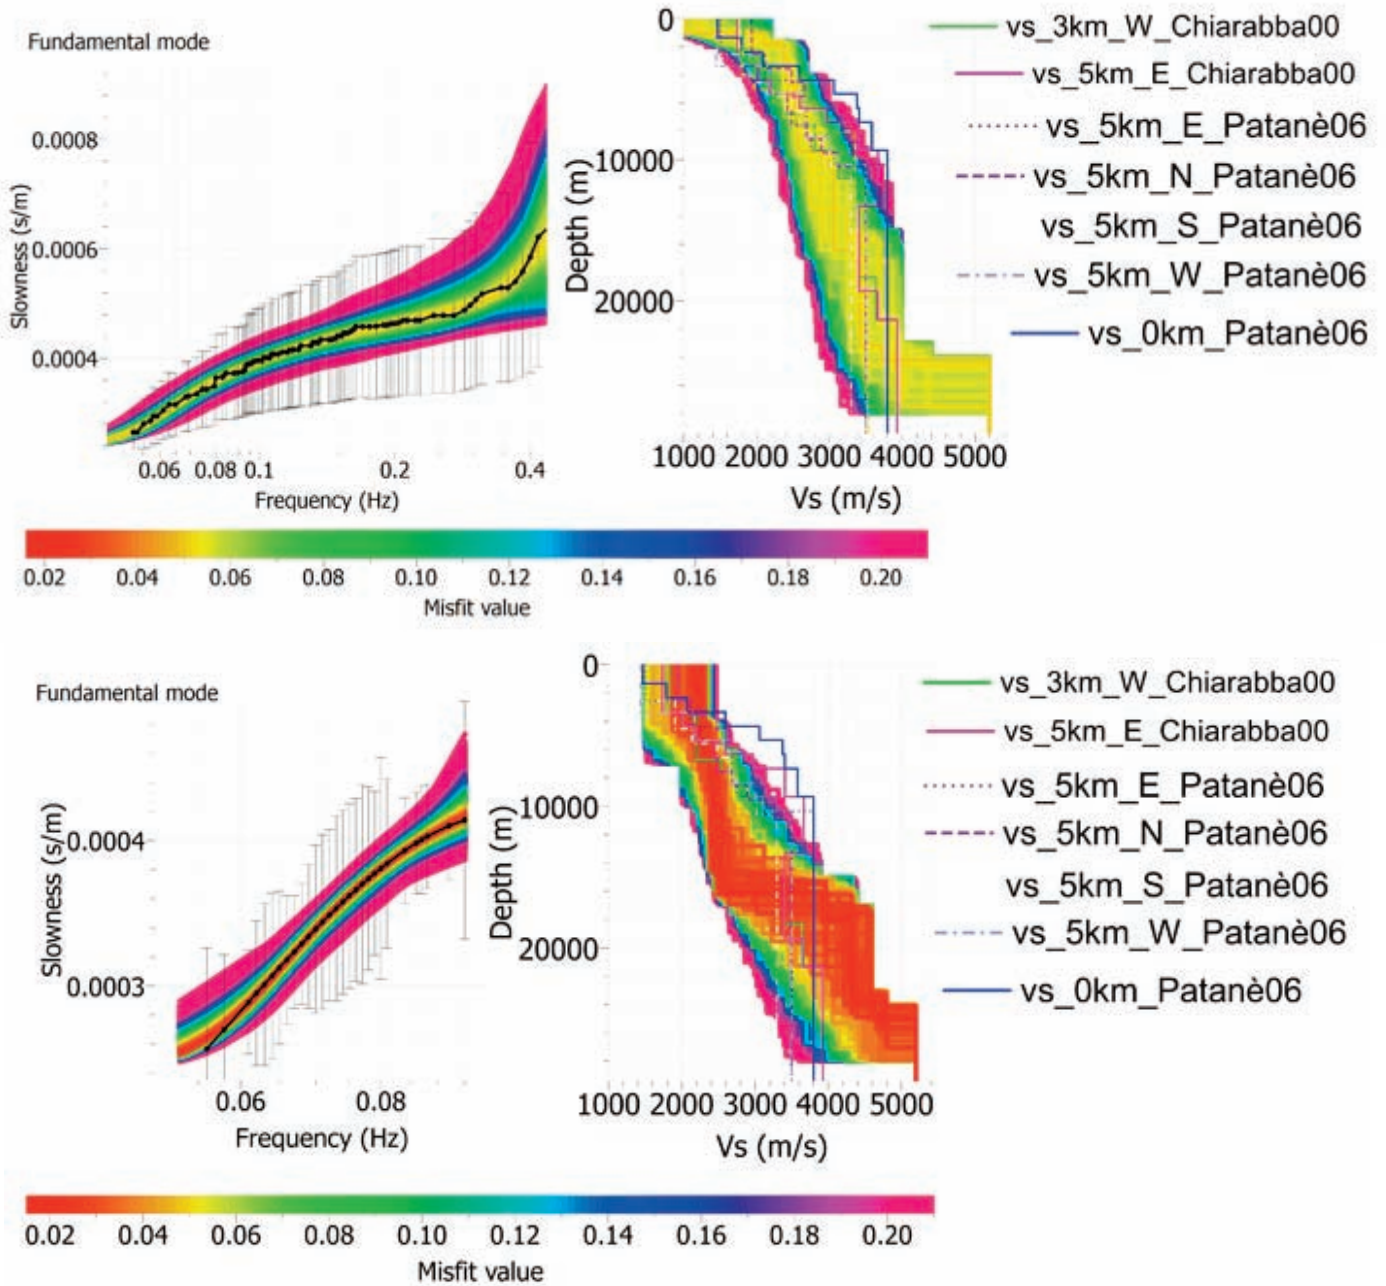 Fundamental mode
Slowness (s/m)
0.0008
0.0006
0.0004
0.06 0.08 0.1 0.2 0.4
Frequency (Hz)
Depth (m)
0
10000
20000
1000 2000 3000 4000 5000
Vs (m/s)
vs_3km_W_Chiarabba00
vs_5km_E_Chiarabba00
vs_5km_E_Patanè06
vs_5km_N_Patanè06
vs_5km_S_Patanè06
vs_5km_W_Patanè06
vs_0km_Patanè06
0.02 0.04 0.06 0.08 0.10 0.12 0.14 0.16 0.18 0.20
Misfit value
Fundamental mode
Slowness (s/m)
0.0004
0.0003
0.06 0.08
Frequency (Hz)
Depth (m)
0
10000
20000
1000 2000 3000 4000 5000
Vs (m/s)
vs_3km_W_Chiarabba00
vs_5km_E_Chiarabba00
vs_5km_E_Patanè06
vs_5km_N_Patanè06
vs_5km_S_Patanè06
vs_5km_W_Patanè06
vs_0km_Patanè06
0.02 0.04 0.06 0.08 0.10 0.12 0.14 0.16 0.18 0.20
Misfit value